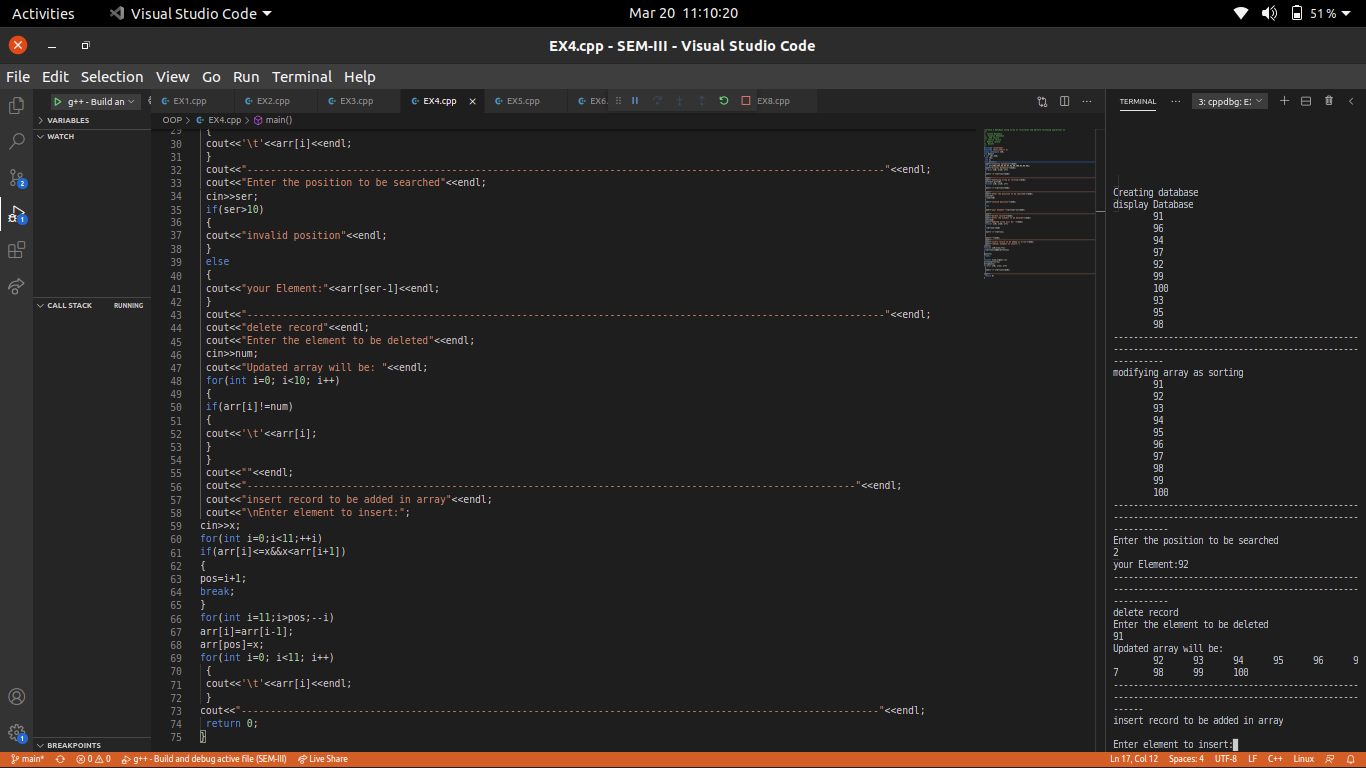 Activities Visual Studio Code Mar 20 11:10:20 51%
EX4.cpp - SEM-III - Visual Studio Code
File Edit Selection View Go Run Terminal Help
g++ - Build an EX1.cpp EX2.cpp EX3.cpp EX4.cpp EX5.cpp EX6. EX8.cpp
OOP > EX4.cpp > main()
VARIABLES
WATCH
CALL STACK RUNNING
BREAKPOINTS
29 {
30 cout<<'\t'<<arr[i]<<endl;
31 }
32 cout<<"----------------------------------------------------------------------------------------------------------"<<endl;
33 cout<<"Enter the position to be searched"<<endl;
34 cin>>ser;
35 if(ser>10)
36 {
37 cout<<"invalid position"<<endl;
38 }
39 else
40 {
41 cout<<"your Element:"<<arr[ser-1]<<endl;
42 }
43 cout<<"----------------------------------------------------------------------------------------------------------"<<endl;
44 cout<<"delete record"<<endl;
45 cout<<"Enter the element to be deleted"<<endl;
46 cin>>num;
47 cout<<"Updated array will be: "<<endl;
48 for(int i=0; i<10; i++)
49 {
50 if(arr[i]!=num)
51 {
52 cout<<'\t'<<arr[i];
53 }
54 }
55 cout<<""<<endl;
56 cout<<"-----------------------------------------------------------------------------------------------------"<<endl;
57 cout<<"insert record to be added in array"<<endl;
58 cout<<"\nEnter element to insert:";
59 cin>>x;
60 for(int i=0;i<11;++i)
61 if(arr[i]<=x&&x<arr[i+1])
62 {
63 pos=i+1;
64 break;
65 }
66 for(int i=11;i>pos;--i)
67 arr[i]=arr[i-1];
68 arr[pos]=x;
69 for(int i=0; i<11; i++)
70 {
71 cout<<'\t'<<arr[i]<<endl;
72 }
73 cout<<"----------------------------------------------------------------------------------------------------------"<<endl;
74 return 0;
75 }
TERMINAL 3: cppdbg: E
Creating database
display Database
91
96
94
97
92
99
100
93
95
98
-------------------------------------------------
-------------------------------------------------
----------
modifying array as sorting
91
92
93
94
95
96
97
98
99
100
-------------------------------------------------
-------------------------------------------------
-----------
Enter the position to be searched
2
your Element:92
-------------------------------------------------
-------------------------------------------------
-----------
delete record
Enter the element to be deleted
91
Updated array will be:
92 93 94 95 96 9
7 98 99 100
-------------------------------------------------
-------------------------------------------------
------
insert record to be added in array
Enter element to insert:
main* 0 0 g++ - Build and debug active file (SEM-III) Live Share Ln 17, Col 12 Spaces: 4 UTF-8 LF C++ Linux